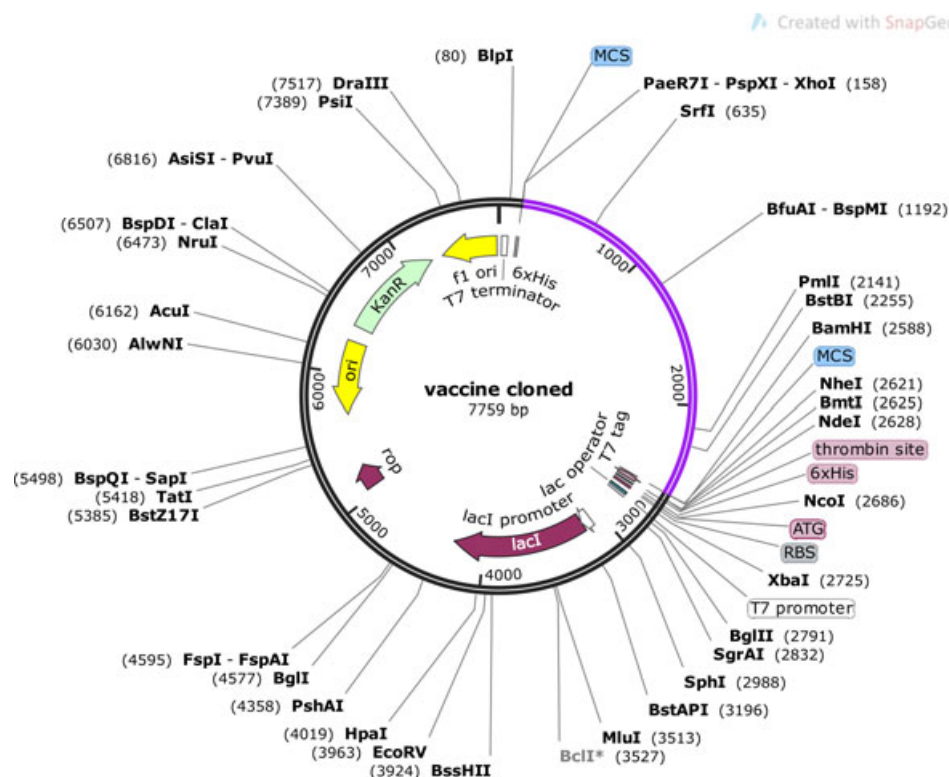 Created with SnapGe
(80) BlpI
MCS
PaeR7I - PspXI - XhoI (158)
SrfI (635)
(7517) DraIII
(7389) PsiI
(6816) AsiSI - PvuI
BfuAI - BspMI (1192)
(6507) BspDI - ClaI
(6473) NruI
(6162) AcuI
(6030) AlwNI
PmlI (2141)
BstBI (2255)
BamHI (2588)
MCS
NheI (2621)
BmtI (2625)
NdeI (2628)
thrombin site
6xHis
NcoI (2686)
ATG
RBS
XbaI (2725)
T7 promoter
BglII (2791)
SgrAI (2832)
SphI (2988)
BstAPI (3196)
MluI (3513)
BclI* (3527)
(5498) BspQI - SapI
(5418) TatI
(5385) BstZ17I
(4595) FspI - FspAI
(4577) BglI
(4358) PshAI
(4019) HpaI
(3963) EcoRV
(3924) BssHII
7000
1000
6000
2000
5000
4000
f1 ori
6xHis
T7 terminator
KanR
ori
vaccine cloned
7759 bp
rop
lac operator
T7 tag
lacI promoter
lacI